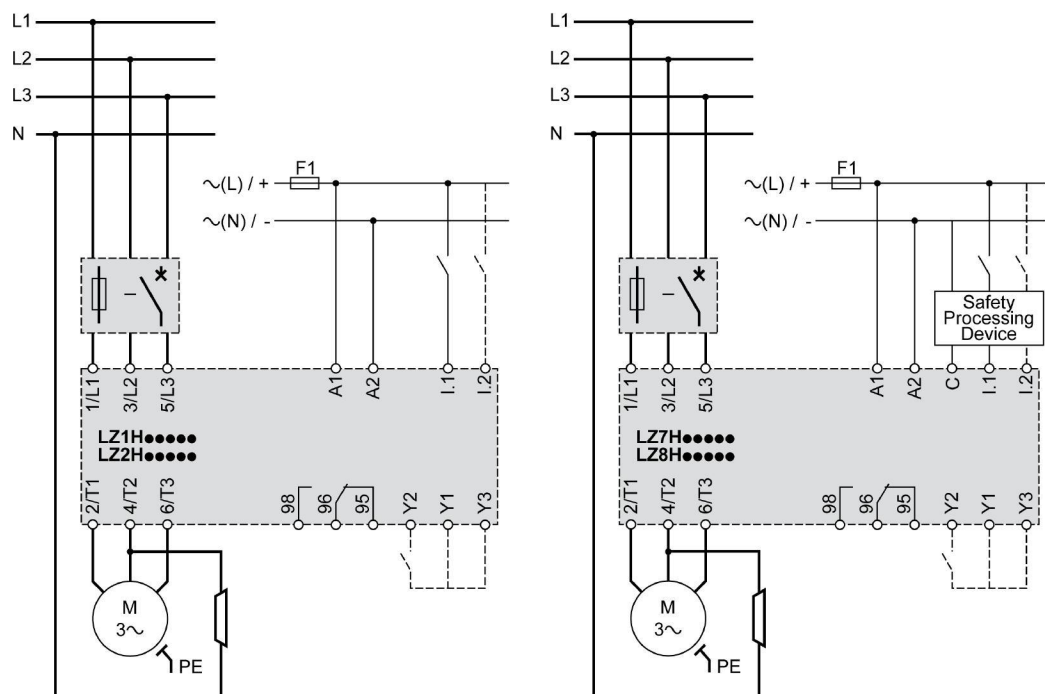 L1
L2
L3
N
F1
~(L) / +
~(N) / -
1/L1
3/L2
5/L3
A1
A2
I.1
I.2
LZ1H●●●●●
LZ2H●●●●●
2/T1
4/T2
6/T3
98
96
95
Y2
Y1
Y3
M
3~
PE
L1
L2
L3
N
F1
~(L) / +
~(N) / -
Safety
Processing
Device
1/L1
3/L2
5/L3
A1
A2
C
I.1
I.2
LZ7H●●●●●
LZ8H●●●●●
2/T1
4/T2
6/T3
98
96
95
Y2
Y1
Y3
M
3~
PE